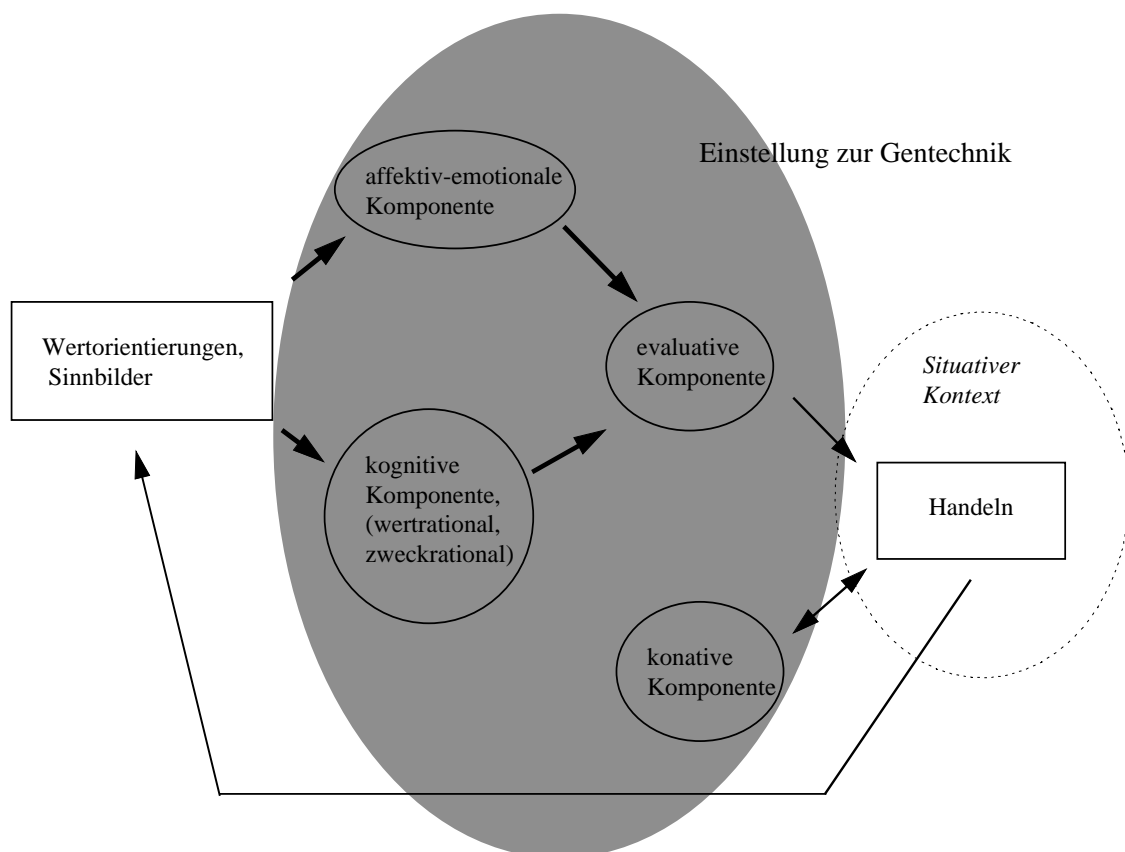 Einstellung zur Gentechnik
affektiv-emotionale
Komponente
Wertorientierungen,
Sinnbilder
evaluative
Komponente
Situativer
Kontext
kognitive
Komponente,
(wertrational,
zweckrational)
Handeln
konative
Komponente